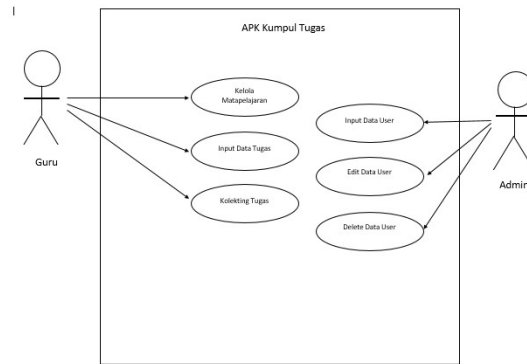 APK Kumpul Tugas
Kelola
Matapelajaran
Input Data User
Input Data Tugas
Guru
Edit Data User
Admin
Kolekting Tugas
Delete Data User